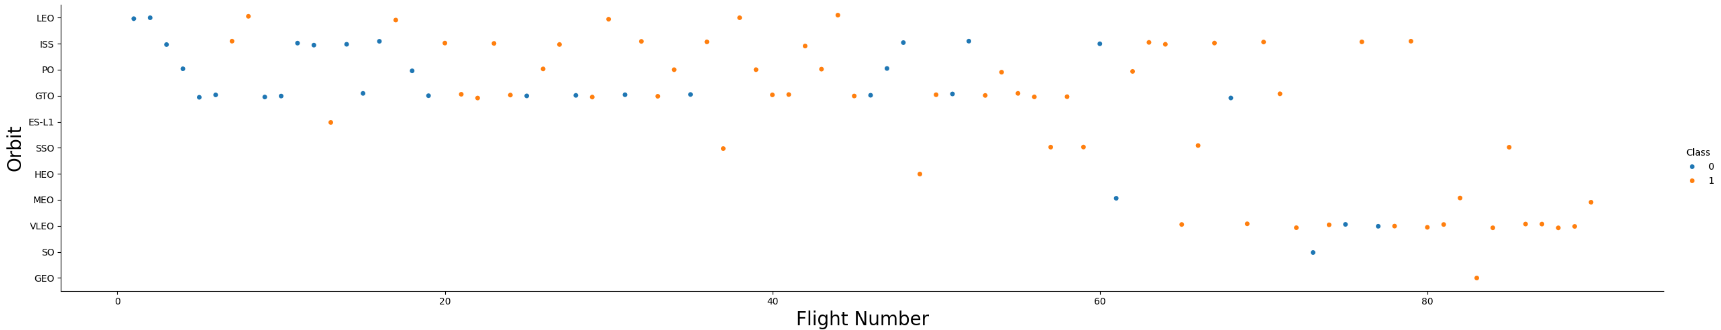 LEO
ISS
PO
GTO
ES-L1
SSO
HEO
MEO
VLEO
SO
GEO
Orbit
0 20 40 60 80
Flight Number
Class
0
1